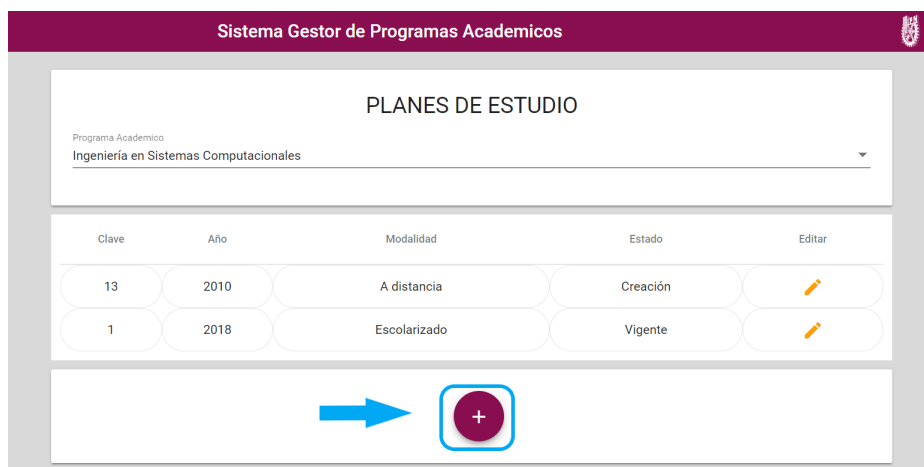 Sistema Gestor de Programas Academicos
PLANES DE ESTUDIO
Programa Academico
Ingeniería en Sistemas Computacionales
Clave Año Modalidad Estado Editar
13 2010 A distancia Creación
1 2018 Escolarizado Vigente
+